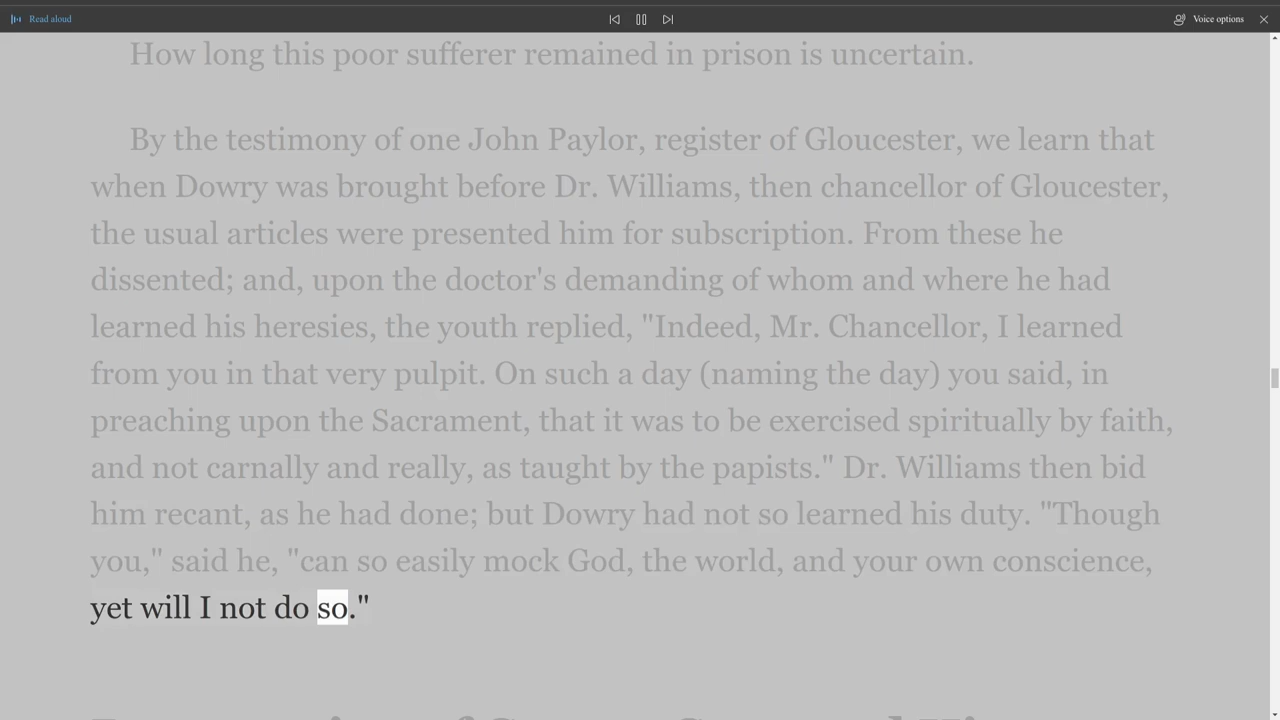 Read aloud
Voice options
How long this poor sufferer remained in prison is uncertain.
By the testimony of one John Paylor, register of Gloucester, we learn that
when Dowry was brought before Dr. Williams, then chancellor of Gloucester,
the usual articles were presented him for subscription. From these he
dissented; and, upon the doctor's demanding of whom and where he had
learned his heresies, the youth replied, "Indeed, Mr. Chancellor, I learned
from you in that very pulpit. On such a day (naming the day) you said, in
preaching upon the Sacrament, that it was to be exercised spiritually by faith,
and not carnally and really, as taught by the papists." Dr. Williams then bid
him recant, as he had done; but Dowry had not so learned his duty. "Though
you," said he, "can so easily mock God, the world, and your own conscience,
yet will I not do so."